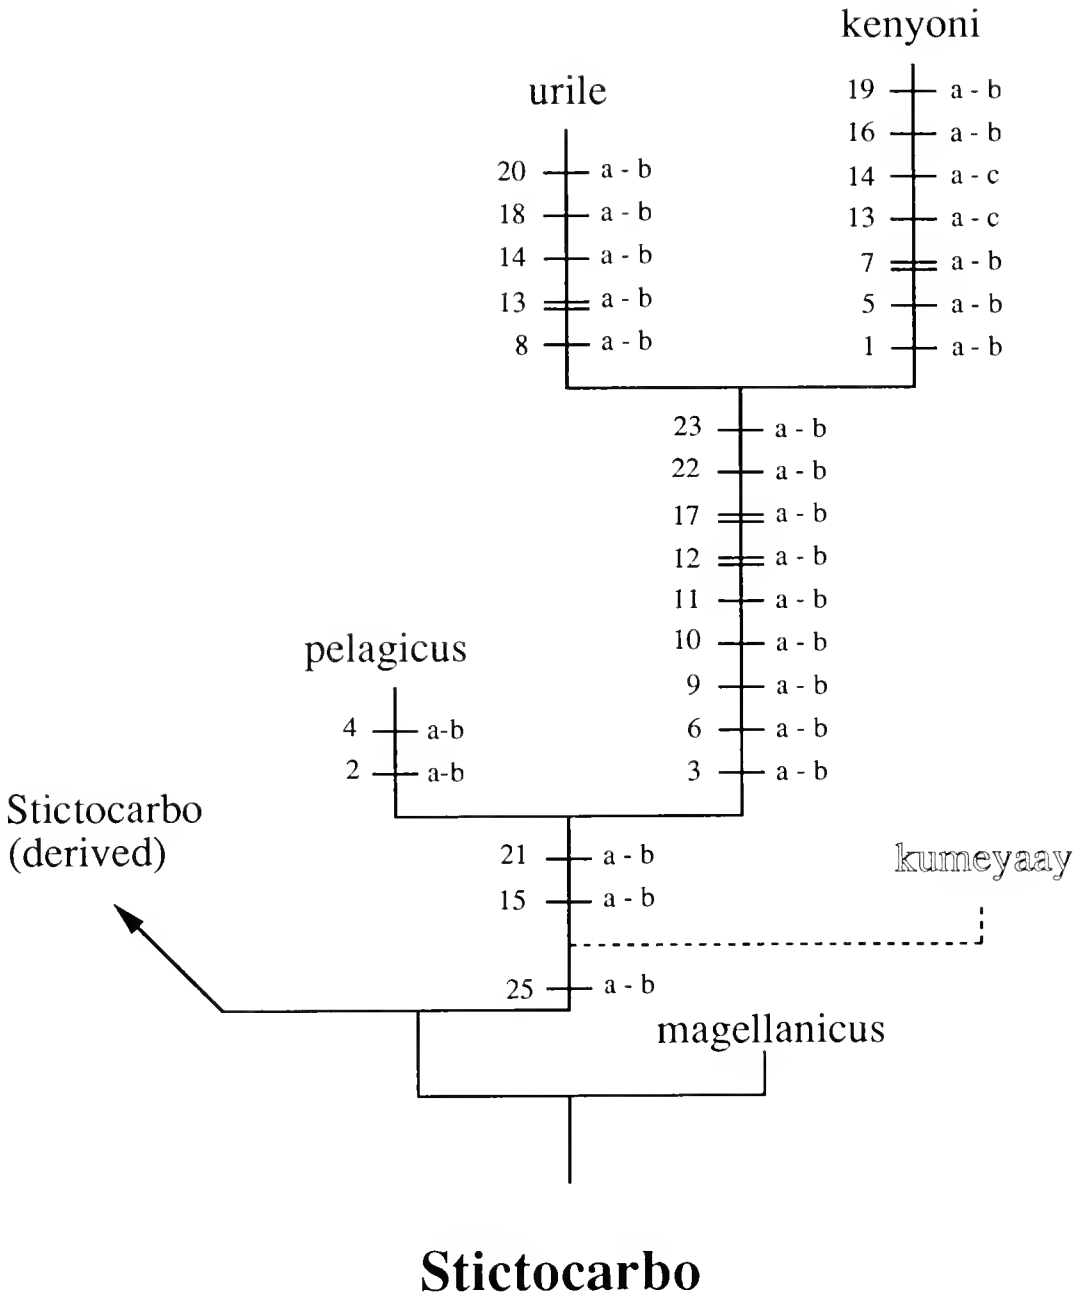 kenyoni
19 a - b
16 a - b
14 a - c
13 a - c
7 a - b
5 a - b
1 a - b
urile
20 a - b
18 a - b
14 a - b
13 a - b
8 a - b
23 a - b
22 a - b
17 a - b
12 a - b
11 a - b
10 a - b
9 a - b
6 a - b
3 a - b
pelagicus
4 a-b
2 a-b
Stictocarbo
(derived)
21 a - b
15 a - b
kumeyaay
25 a - b
magellanicus
Stictocarbo